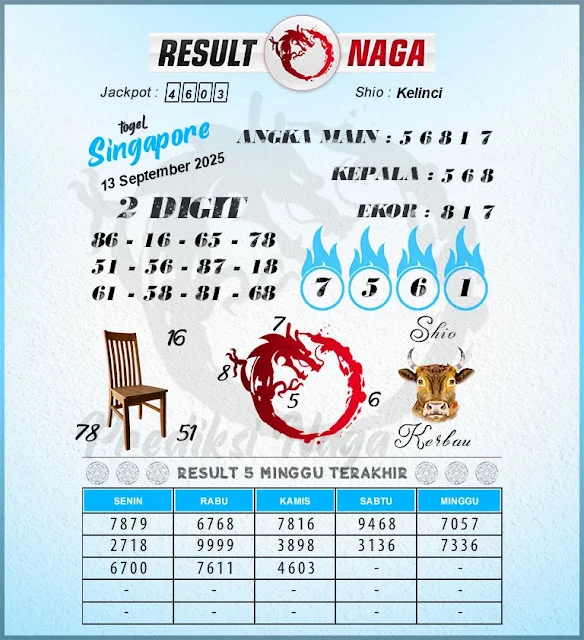 RESULT NAGA
Jackpot : 4603
Shio : Kelinci
togel
Singapore
13 September 2025
ANGKA MAIN : 5 6 8 1 7
KEPALA : 5 6 8
EKOR : 8 1 7
2 DIGIT
86 - 16 - 65 - 78
51 - 56 - 87 - 18
61 - 58 - 81 - 68
7 5 6 1
16
78
51
7
8
5
6
Shio
Kerbau
Prediksi Naga
RESULT 5 MINGGU TERAKHIR
SENIN RABU KAMIS SABTU MINGGU
7879 6768 7816 9468 7057
2718 9999 3898 3136 7336
6700 7611 4603 - -
- - - - -
- - - - -